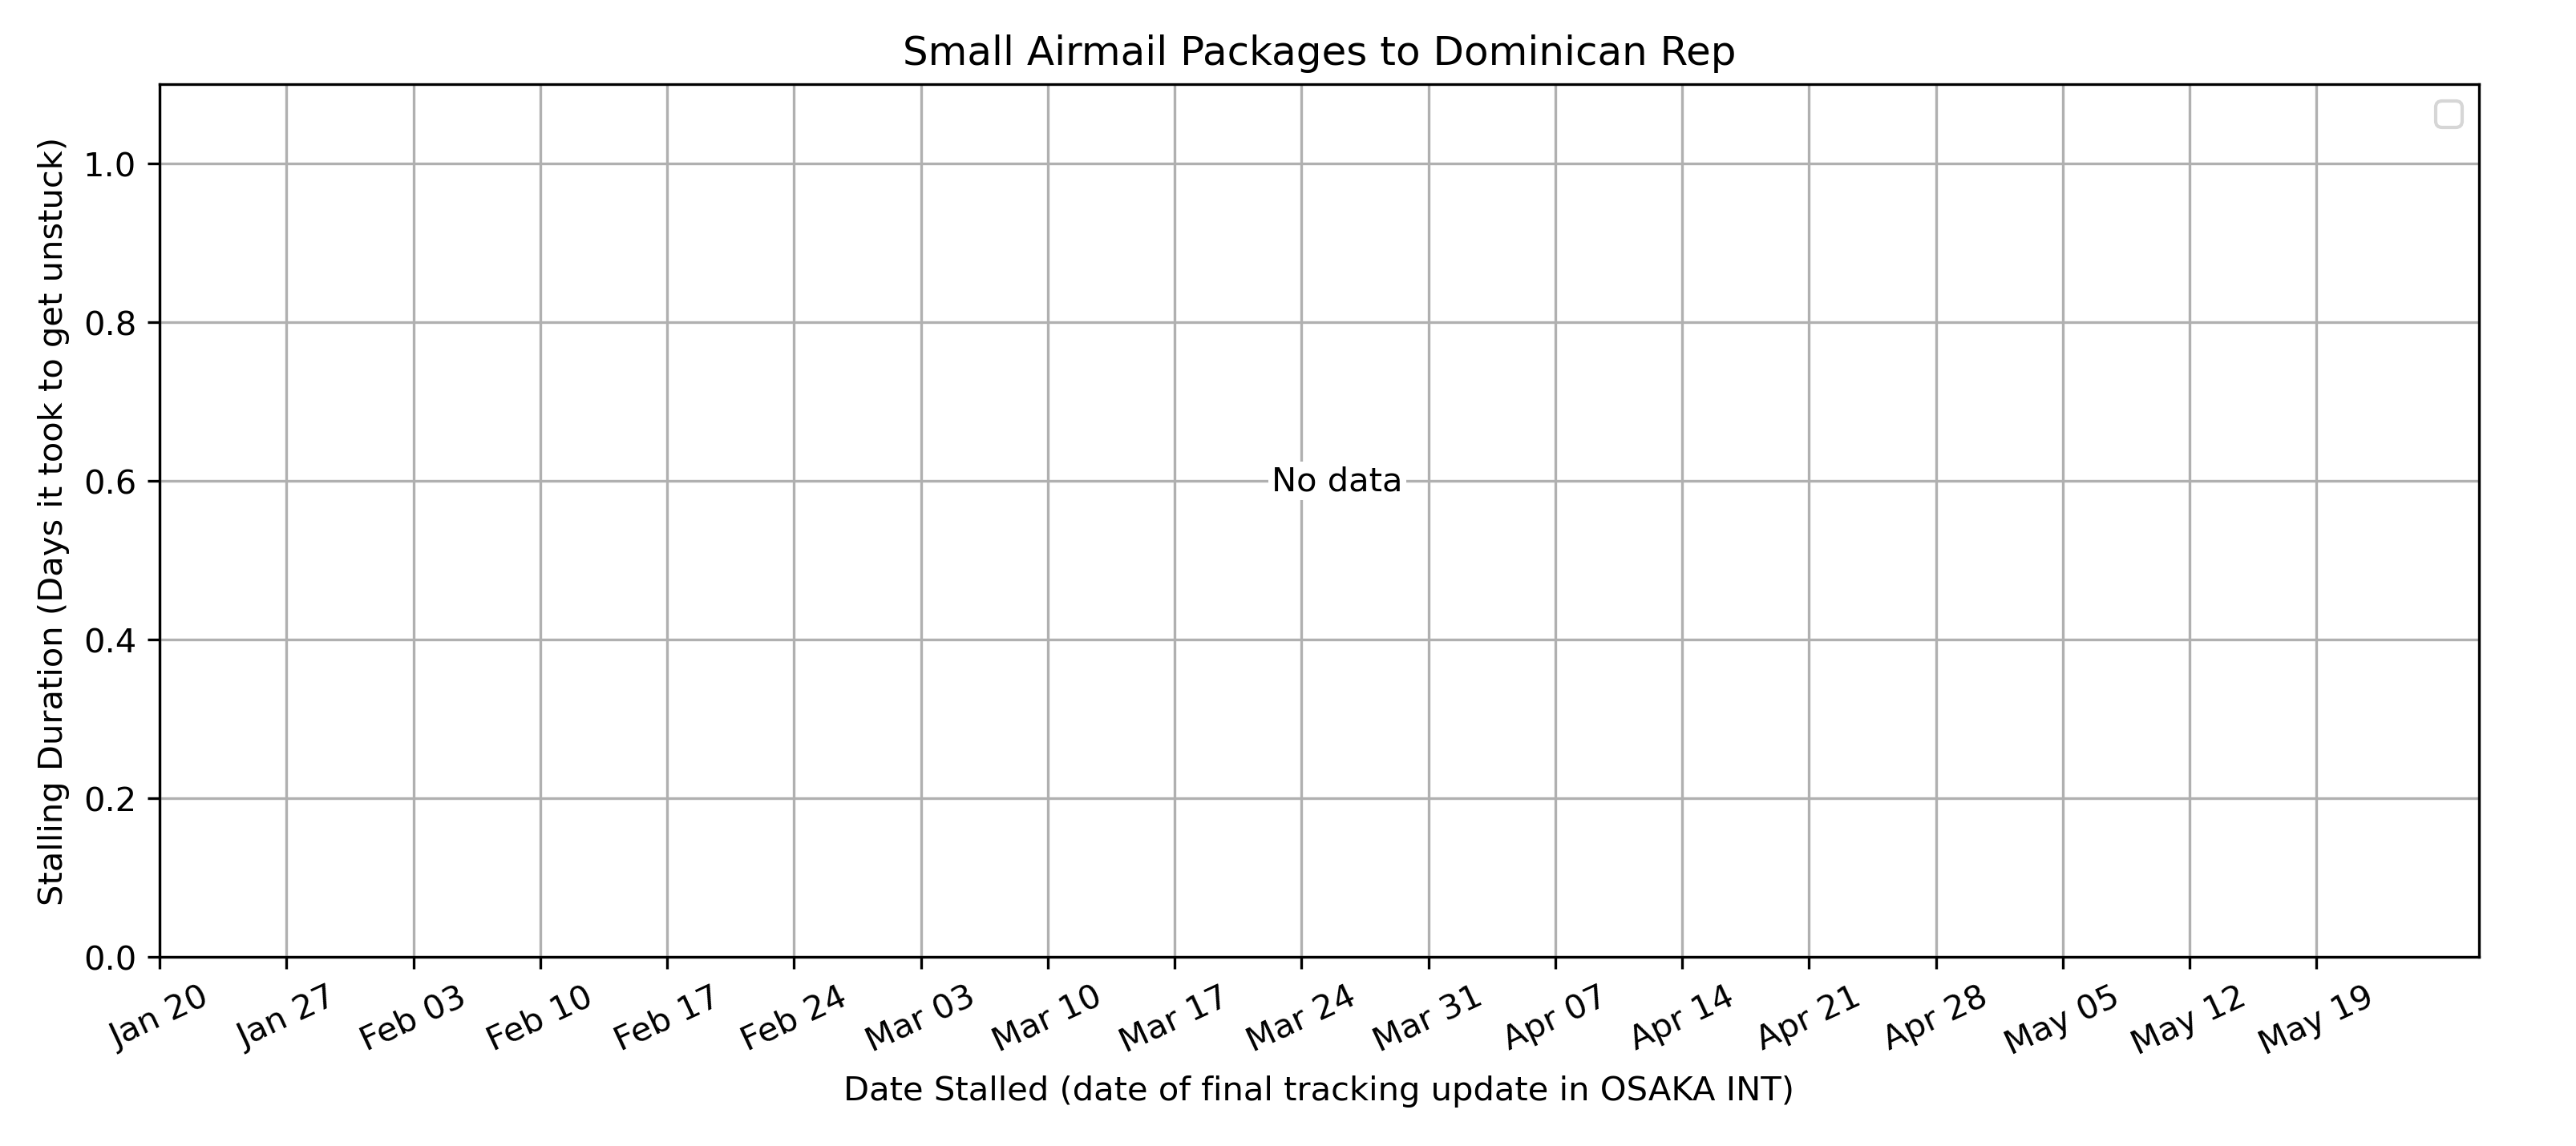 Small Airmail Packages to Dominican Rep
Stalling Duration (Days it took to get unstuck)
1.0
0.8
0.6
0.4
0.2
0.0
No data
Jan 20 Jan 27 Feb 03 Feb 10 Feb 17 Feb 24 Mar 03 Mar 10 Mar 17 Mar 24 Mar 31 Apr 07 Apr 14 Apr 21 Apr 28 May 05 May 12 May 19
Date Stalled (date of final tracking update in OSAKA INT)